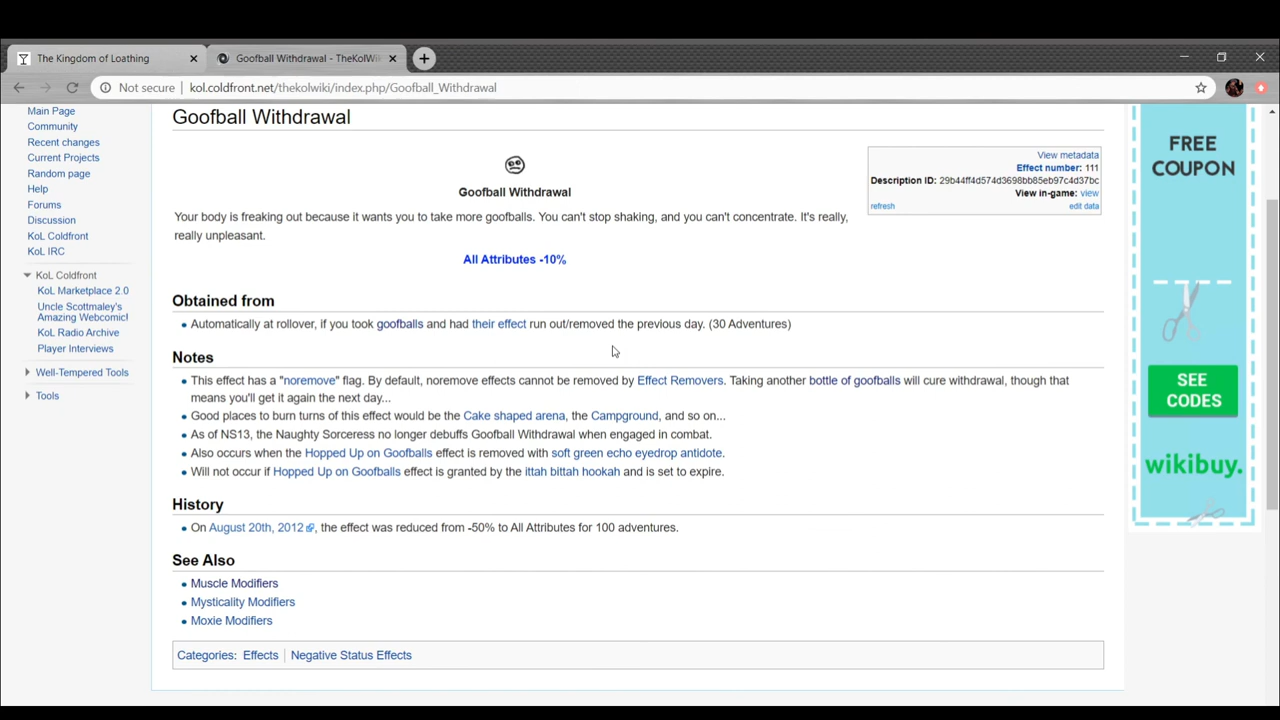 The Kingdom of Loathing
Goofball Withdrawal - TheKolWi
Not secure
kol.coldfront.net/thekolwiki/index.php/Goofball_Withdrawal
Main Page
Community
Recent changes
Current Projects
Random page
Help
Forums
Discussion
KoL Coldfront
KoL IRC
KoL Coldfront
KoL Marketplace 2.0
Uncle Scottmaley's
Amazing Webcomic!
KoL Radio Archive
Player Interviews
Well-Tempered Tools
Tools
Goofball Withdrawal
View metadata
Effect number: 111
Description ID: 29b44ff4d574d3698bb85eb97c4d37bc
View in-game: view
refresh
edit data
Goofball Withdrawal
Your body is freaking out because it wants you to take more goofballs. You can't stop shaking, and you can't concentrate. It's really,
really unpleasant.
All Attributes -10%
Obtained from
Automatically at rollover, if you took goofballs and had their effect run out/removed the previous day. (30 Adventures)
Notes
This effect has a "noremove" flag. By default, noremove effects cannot be removed by Effect Removers. Taking another bottle of goofballs will cure withdrawal, though that
means you'll get it again the next day...
Good places to burn turns of this effect would be the Cake shaped arena, the Campground, and so on...
As of NS13, the Naughty Sorceress no longer debuffs Goofball Withdrawal when engaged in combat.
Also occurs when the Hopped Up on Goofballs effect is removed with soft green echo eyedrop antidote.
Will not occur if Hopped Up on Goofballs effect is granted by the ittah bittah hookah and is set to expire.
History
On August 20th, 2012, the effect was reduced from -50% to All Attributes for 100 adventures.
See Also
Muscle Modifiers
Mysticality Modifiers
Moxie Modifiers
Categories: Effects | Negative Status Effects
FREE
COUPON
SEE
CODES
wikibuy.